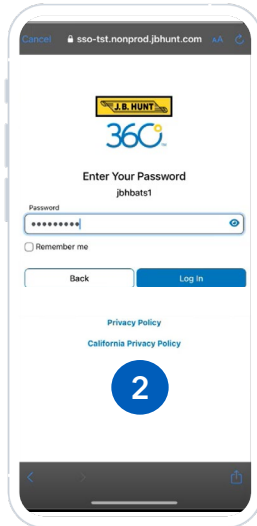 Cancel sso-tst.nonprod.jbhunt.com AA
J.B. HUNT
360
Enter Your Password
jbhbats1
Password
Remember me
Back Log In
Privacy Policy
California Privacy Policy
2